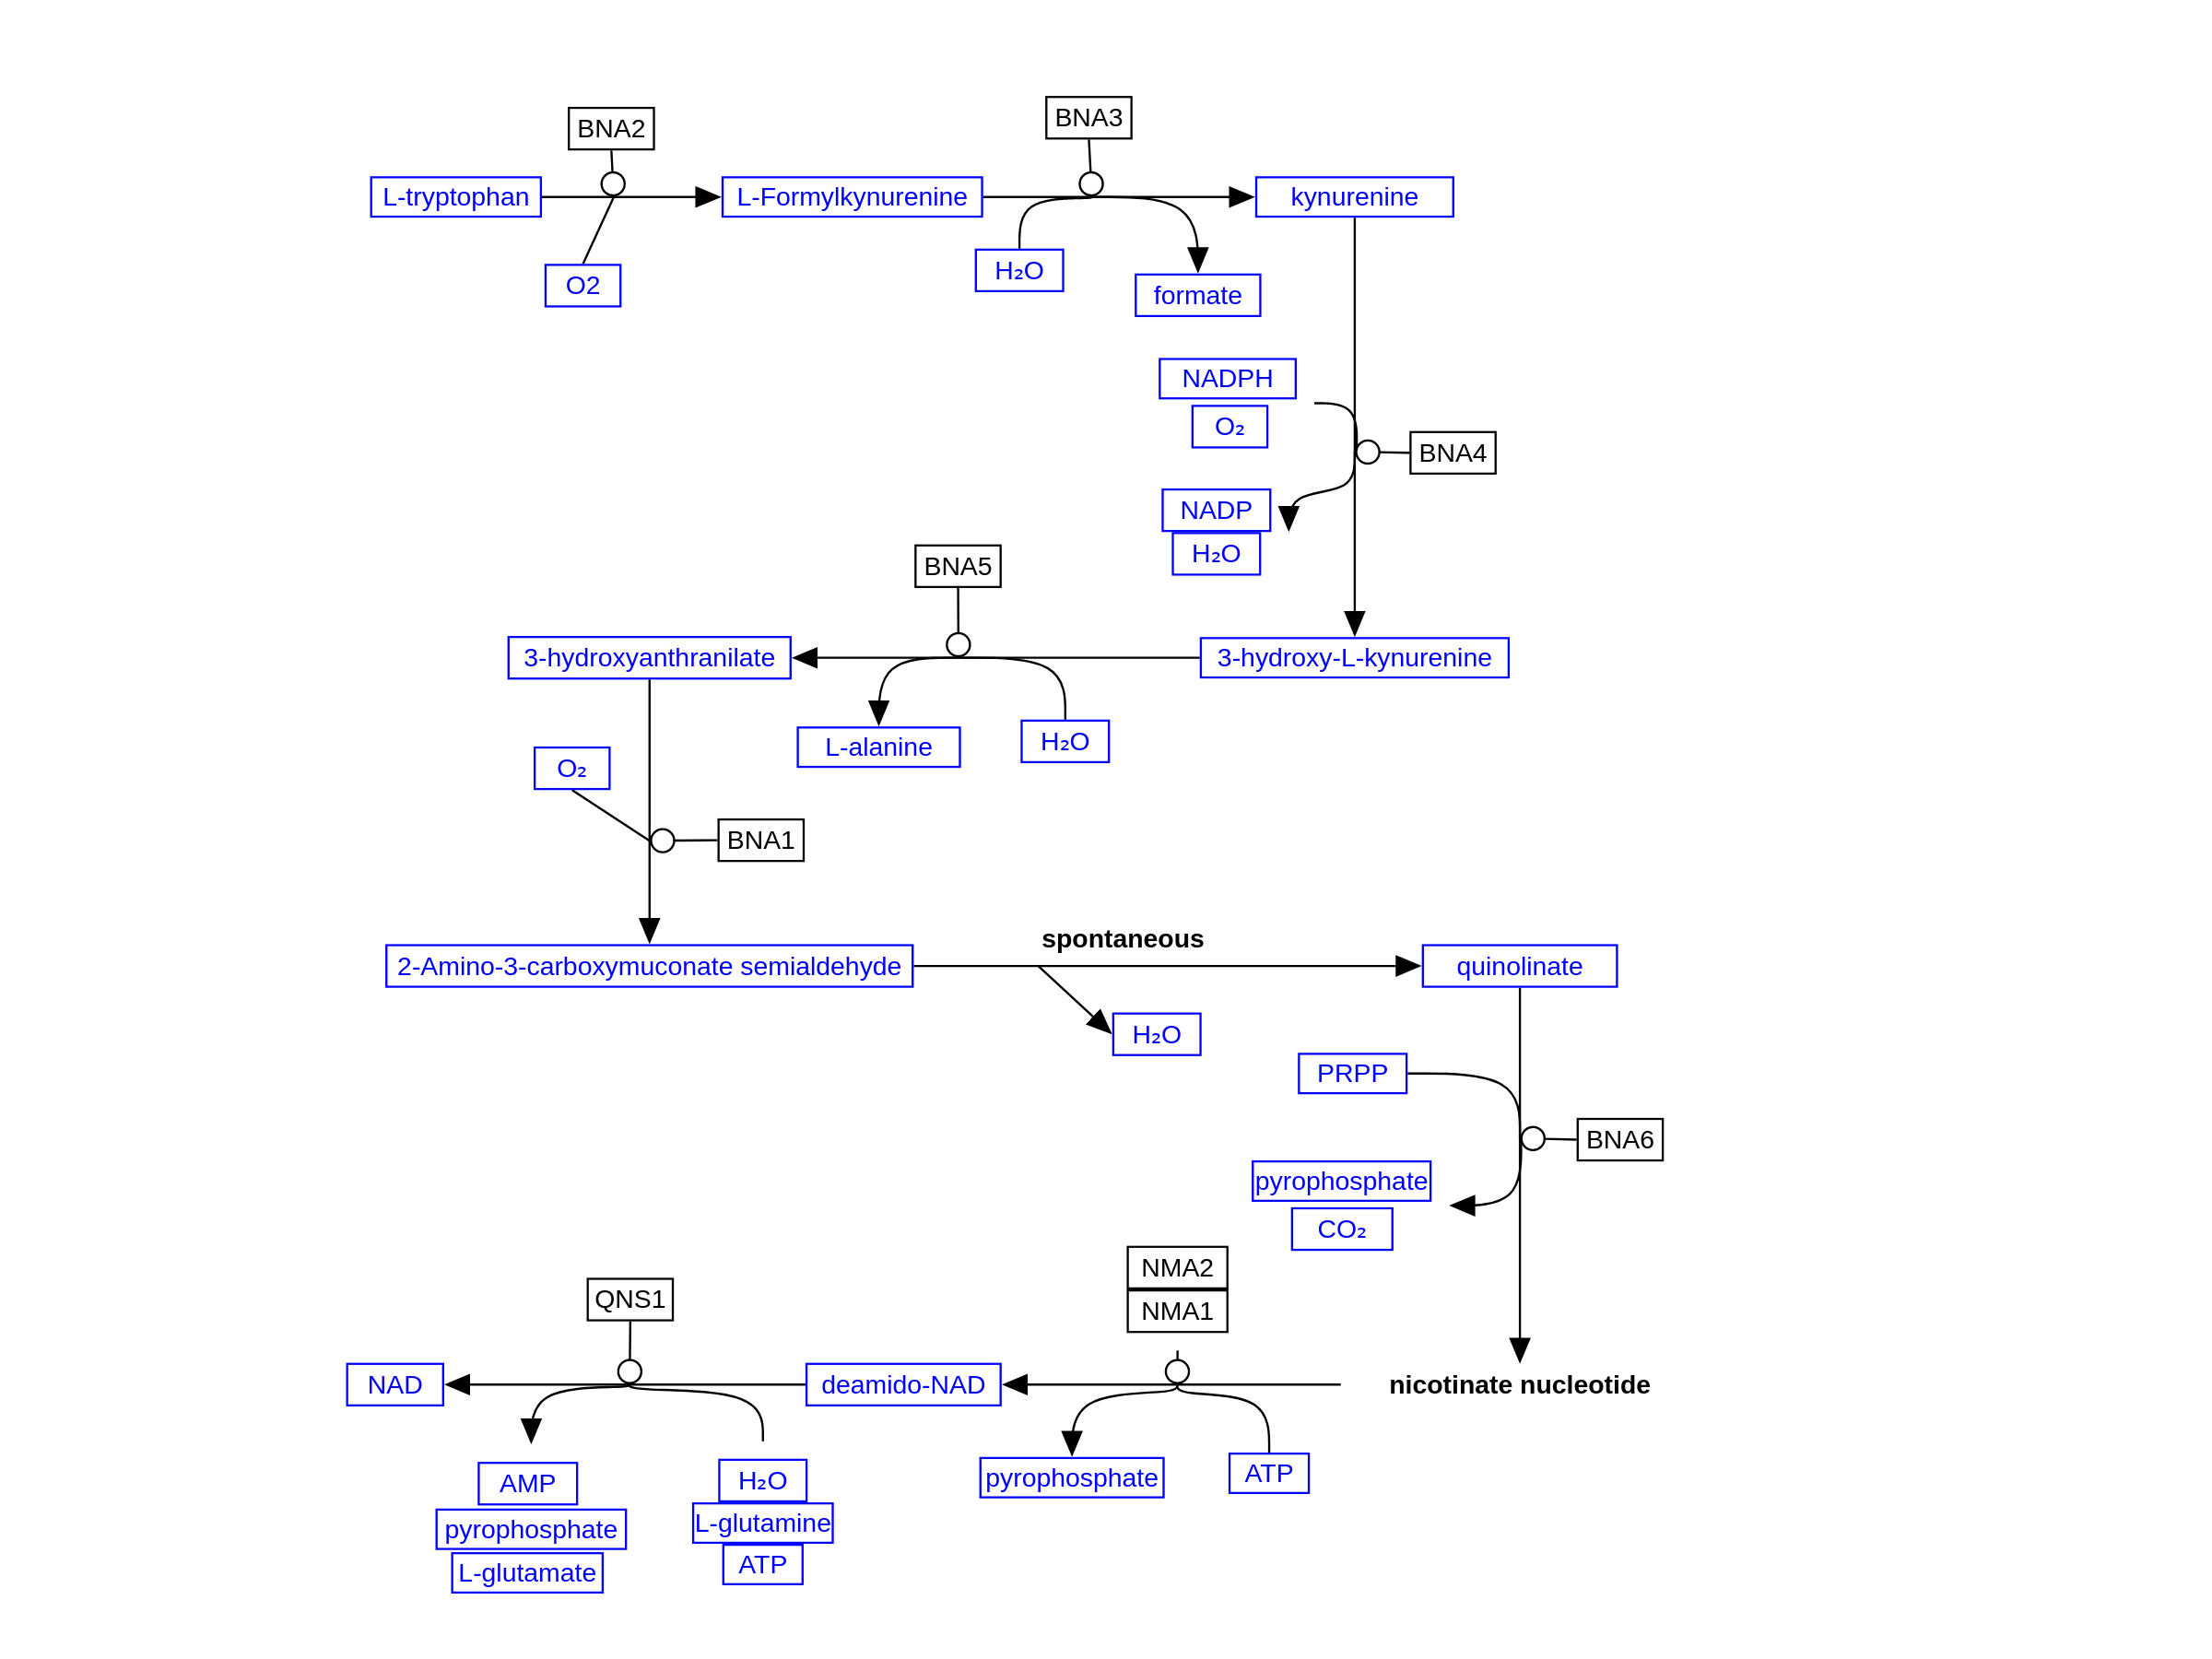 BNA2
BNA3
L-tryptophan
L-Formylkynurenine
kynurenine
O2
H₂O
formate
NADPH
O₂
BNA4
NADP
H₂O
BNA5
3-hydroxyanthranilate
3-hydroxy-L-kynurenine
L-alanine
H₂O
O₂
BNA1
spontaneous
2-Amino-3-carboxymuconate semialdehyde
quinolinate
H₂O
PRPP
BNA6
pyrophosphate
CO₂
NMA2
NMA1
QNS1
NAD
deamido-NAD
nicotinate nucleotide
AMP
pyrophosphate
L-glutamate
H₂O
L-glutamine
ATP
pyrophosphate
ATP